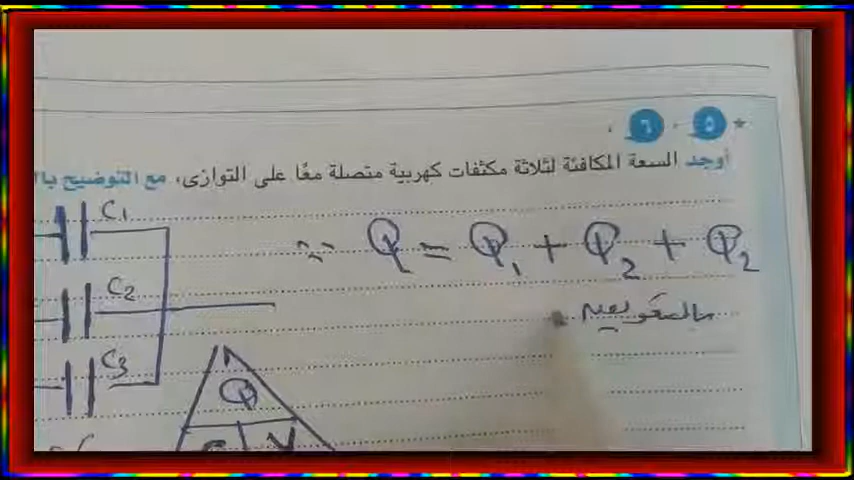 * ٥ ، ٦ .
أوجد السعة المكافئة لثلاثة مكثفات كهربية متصلة معًا على التوازى، مع التوضيح بال
∵ Q = Q₁ + Q₂ + Q₂
بالتعويض
C₁
C₂
C₃
Q
C V